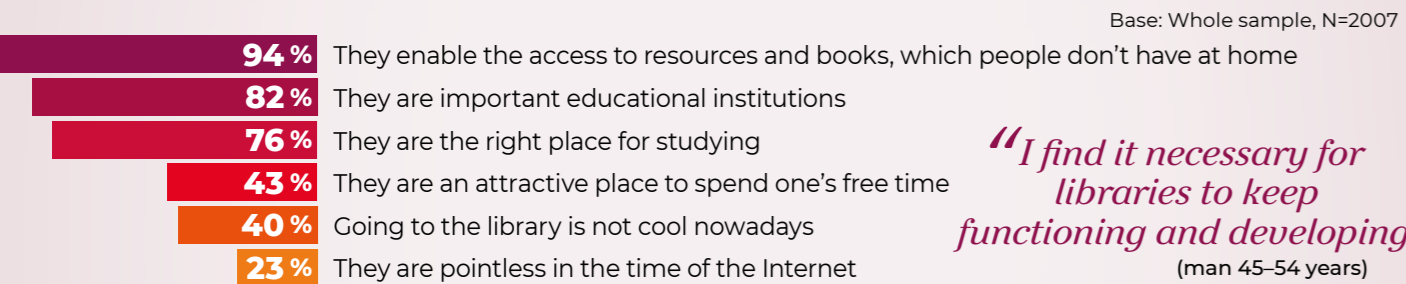 Base: Whole sample, N=2007
94 % They enable the access to resources and books, which people don’t have at home
82 % They are important educational institutions
76 % They are the right place for studying
43 % They are an attractive place to spend one’s free time
40 % Going to the library is not cool nowadays
23 % They are pointless in the time of the Internet
“I find it necessary for
libraries to keep
functioning and developing
(man 45–54 years)